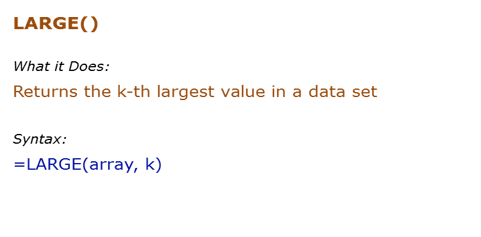 LARGE()
What it Does:
Returns the k-th largest value in a data set
Syntax:
=LARGE(array, k)